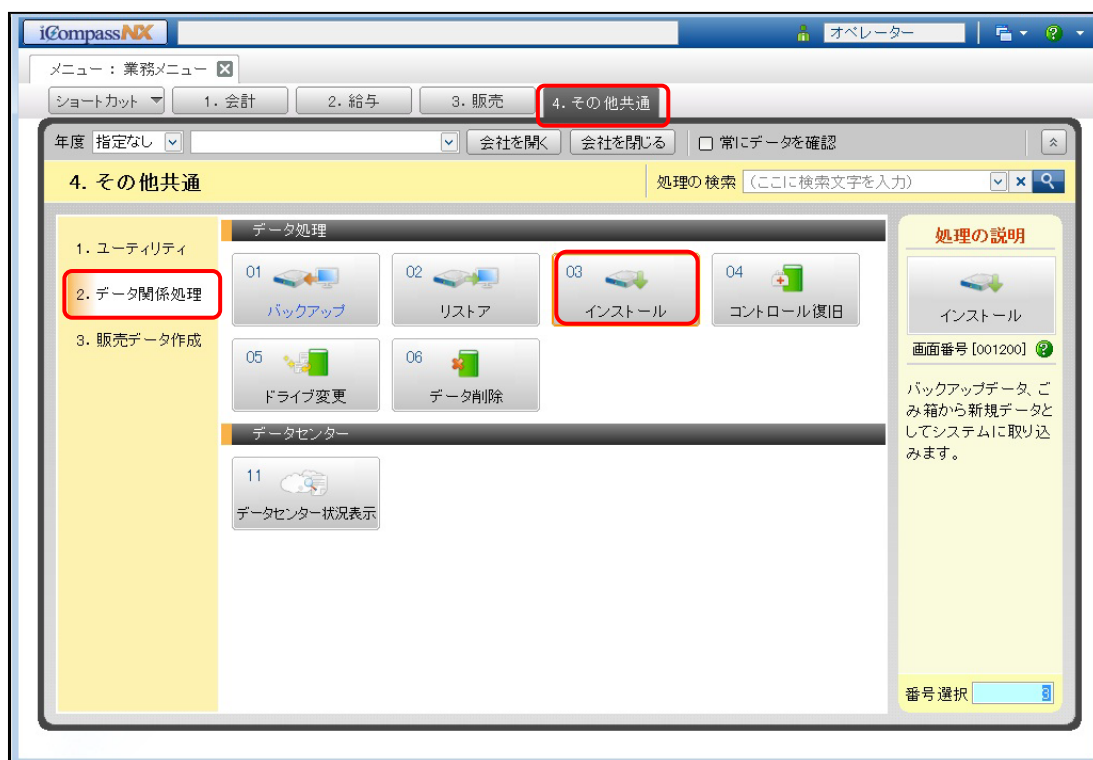 iCompassNX
オペレーター
メニュー：業務メニュー
ショートカット
1. 会計
2. 給与
3. 販売
4. その他共通
年度 指定なし 会社を開く 会社を閉じる 常にデータを確認
4. その他共通
処理の検索 (ここに検索文字を入力)
1. ユーティリティ
2. データ関係処理
3. 販売データ作成
データ処理
01 バックアップ
02 リストア
03 インストール
04 コントロール復旧
05 ドライブ変更
06 データ削除
データセンター
11
データセンター状況表示
処理の説明
インストール
画面番号 [001200]
バックアップデータ、ご
み箱から新規データと
してシステムに取り込
みます。
番号選択 3